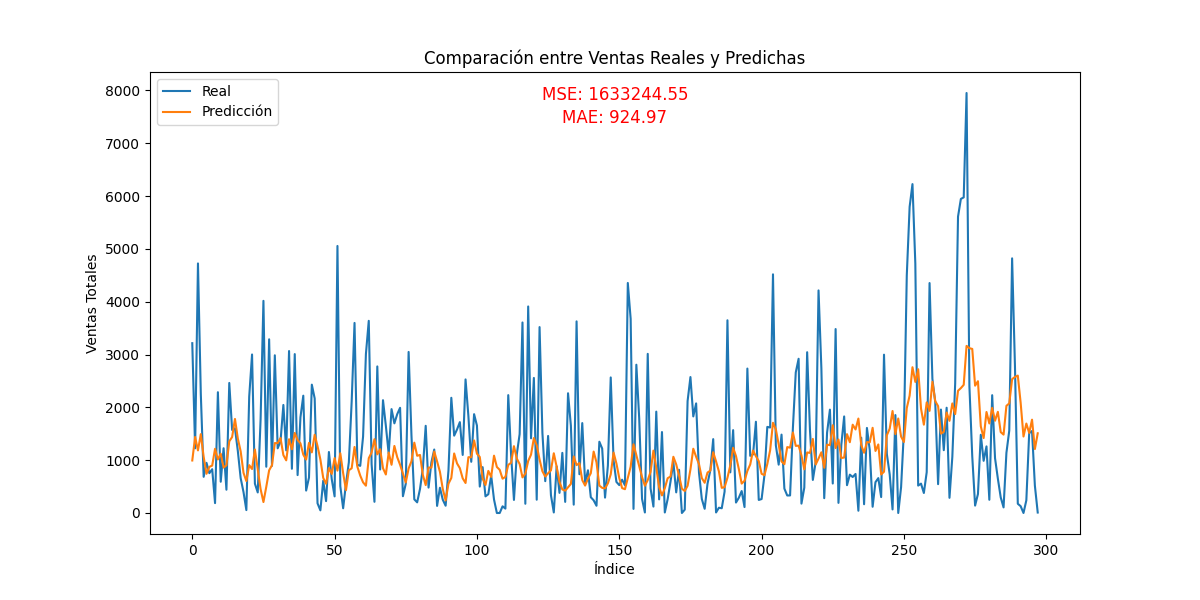 Comparación entre Ventas Reales y Predichas
Real
Predicción
MSE: 1633244.55
MAE: 924.97
Ventas Totales
8000
7000
6000
5000
4000
3000
2000
1000
0
0
50
100
150
200
250
300
Índice